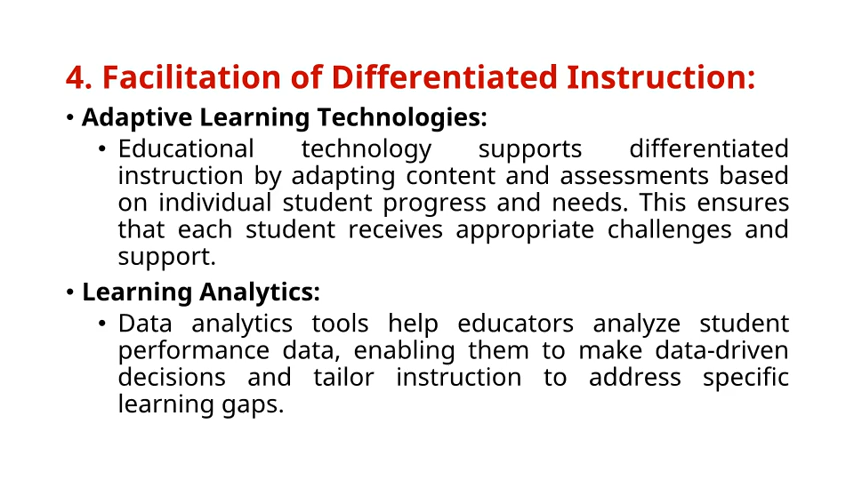 4. Facilitation of Differentiated Instruction:
• Adaptive Learning Technologies:
• Educational technology supports differentiated
instruction by adapting content and assessments based
on individual student progress and needs. This ensures
that each student receives appropriate challenges and
support.
• Learning Analytics:
• Data analytics tools help educators analyze student
performance data, enabling them to make data-driven
decisions and tailor instruction to address specific
learning gaps.